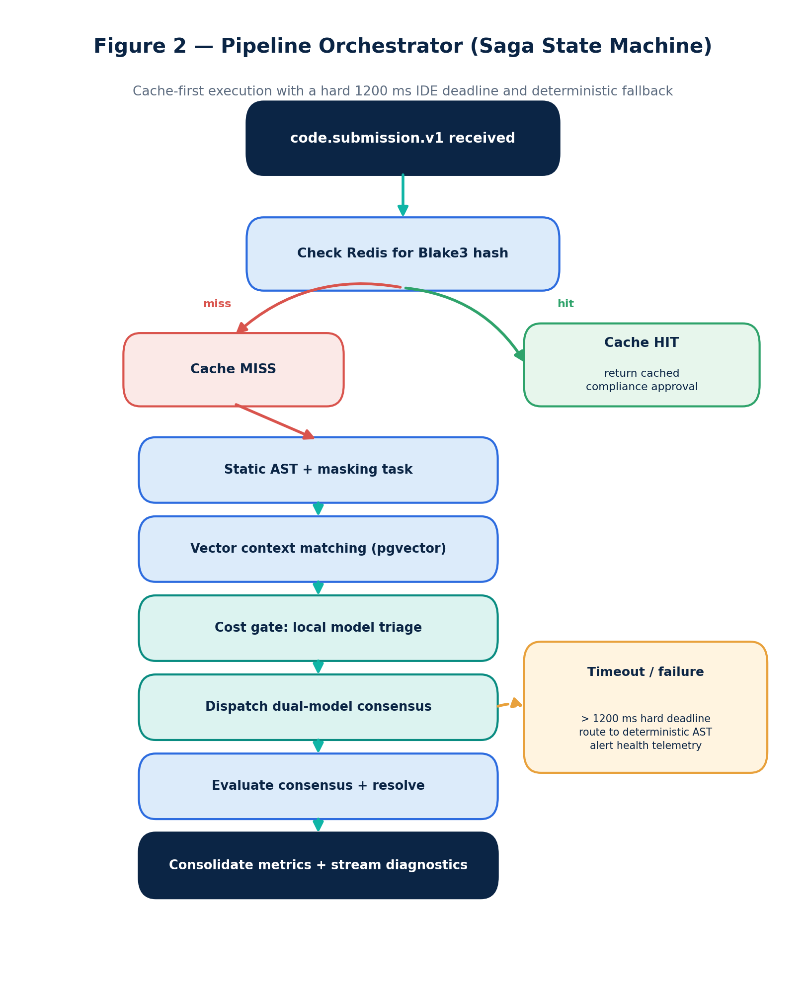 Figure 2 — Pipeline Orchestrator (Saga State Machine)
Cache-first execution with a hard 1200 ms IDE deadline and deterministic fallback
code.submission.v1 received
Check Redis for Blake3 hash
miss
hit
Cache MISS
Cache HIT
return cached
compliance approval
Static AST + masking task
Vector context matching (pgvector)
Cost gate: local model triage
Dispatch dual-model consensus
Timeout / failure
> 1200 ms hard deadline
route to deterministic AST
alert health telemetry
Evaluate consensus + resolve
Consolidate metrics + stream diagnostics